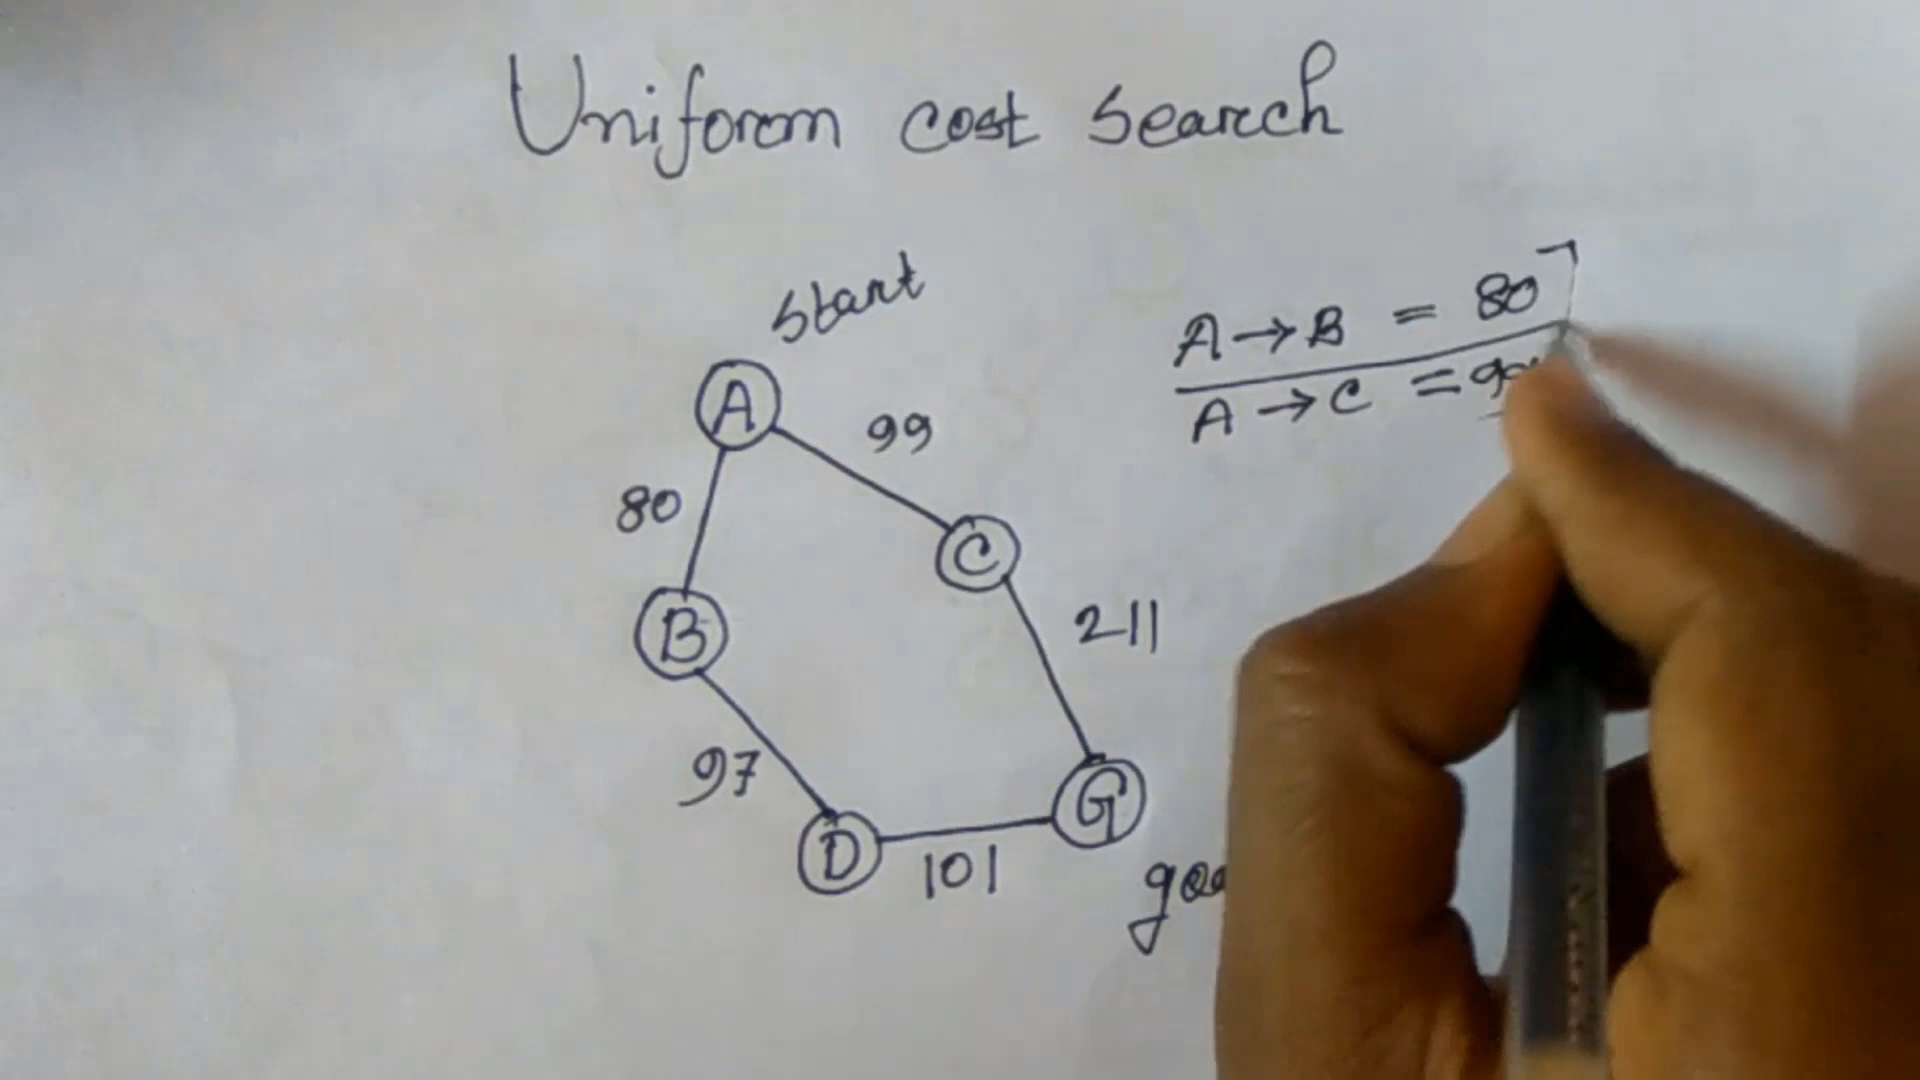 Uniform cost search
start
A → B = 80
A → C =
A
99
80
C
B
211
97
G
D
101